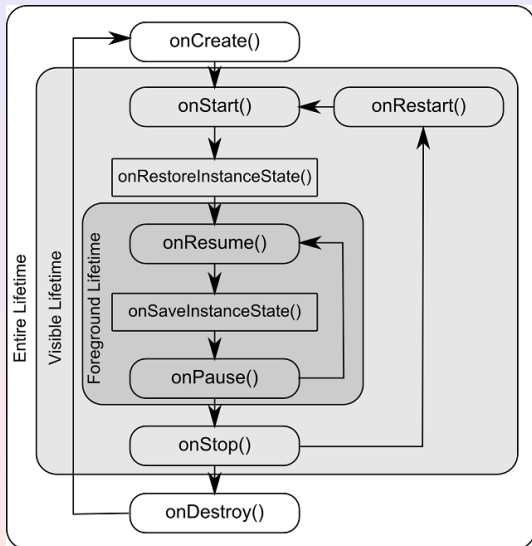 onCreate()
onStart()
onRestart()
onRestoreInstanceState()
onResume()
onSaveInstanceState()
onPause()
onStop()
onDestroy()
Entire Lifetime
Visible Lifetime
Foreground Lifetime